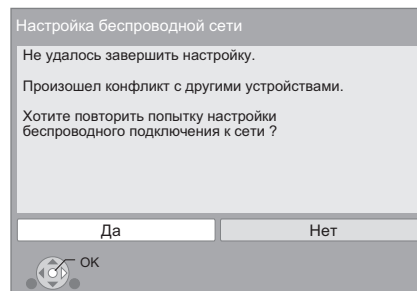 Настройка беспроводной сети
Не удалось завершить настройку.
Произошел конфликт с другими устройствами.
Хотите повторить попытку настройки
беспроводного подключения к сети ?
Да
Нет
OK